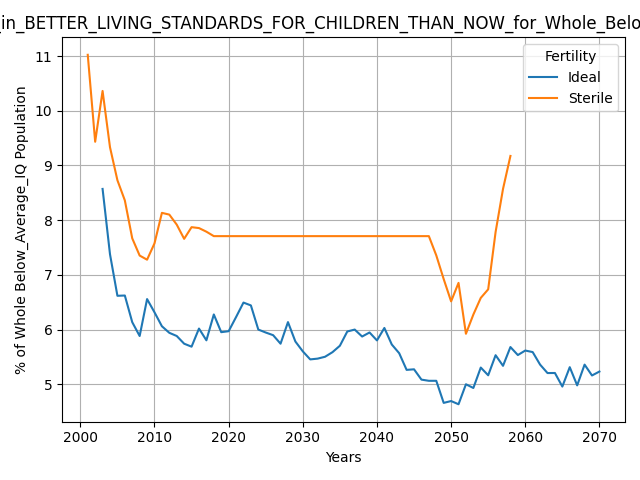 _in_BETTER_LIVING_STANDARDS_FOR_CHILDREN_THAN_NOW_for_Whole_Belo
Fertility
Ideal
Sterile
% of Whole Below_Average_IQ Population
11
10
9
8
7
6
5
2000 2010 2020 2030 2040 2050 2060 2070
Years